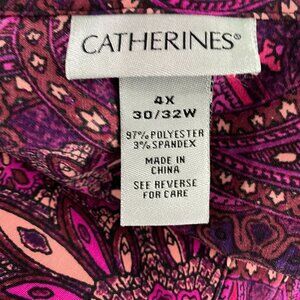 CATHERINES®
4X
30/32W
97% POLYESTER
3% SPANDEX
MADE IN
CHINA
SEE REVERSE
FOR CARE